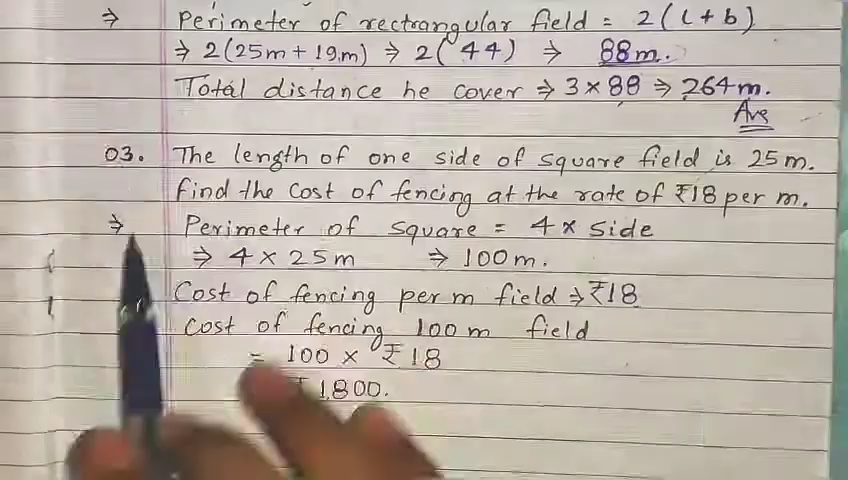 ⇒ Perimeter of rectrangular field = 2(l+b)
⇒ 2(25m + 19m) ⇒ 2(44) ⇒ 88m.
Total distance he cover ⇒ 3×88 ⇒ 264m.
Ans
03. The length of one side of square field is 25m.
find the cost of fencing at the rate of ₹18 per m.
⇒ Perimeter of square = 4× side
⇒ 4×25m ⇒ 100m.
Cost of fencing per m field ⇒ ₹18
cost of fencing 100m field
= 100 × ₹18
₹ 1800.